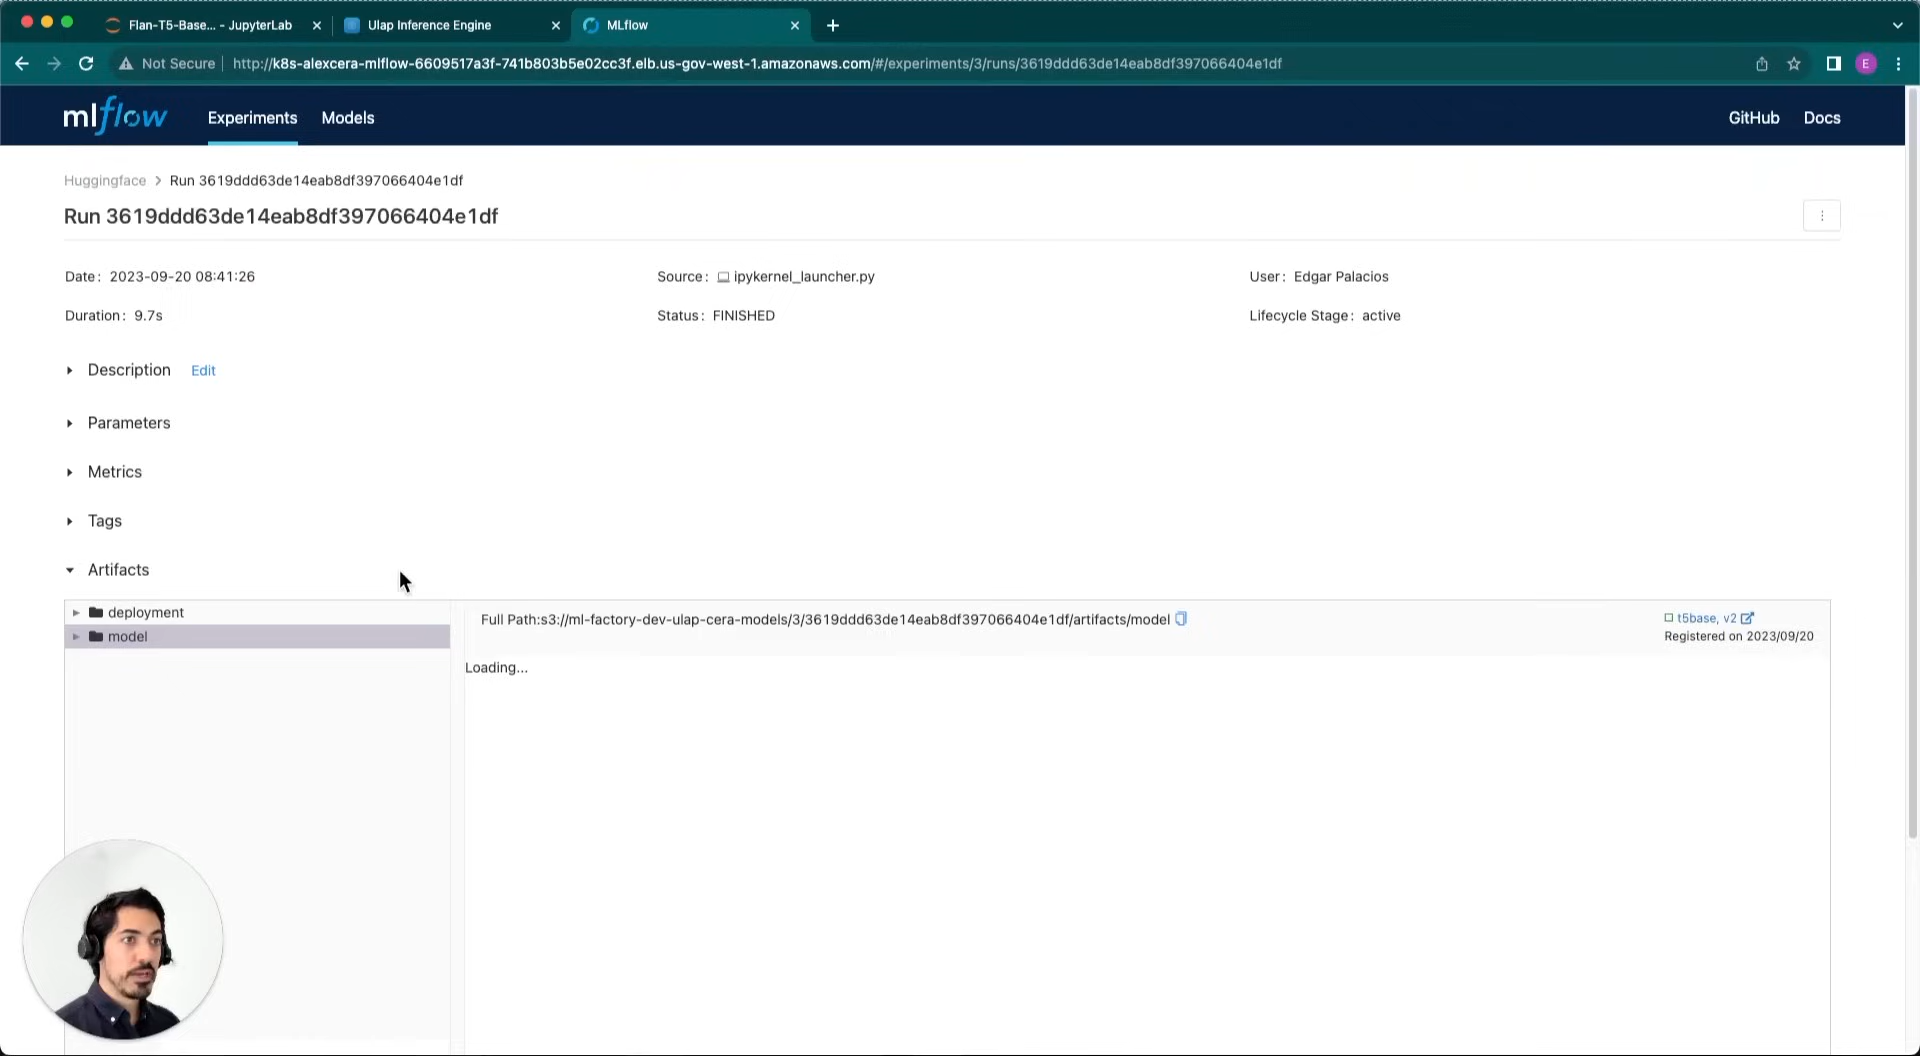 Flan-T5-Base... - JupyterLab
Ulap Inference Engine
MLflow
Not Secure
http://k8s-alexcera-mlflow-6609517a3f-741b803b5e02cc3f.elb.us-gov-west-1.amazonaws.com/#/experiments/3/runs/3619ddd63de14eab8df397066404e1df
E
mlflow
Experiments
Models
GitHub
Docs
Huggingface > Run 3619ddd63de14eab8df397066404e1df
Run 3619ddd63de14eab8df397066404e1df
Date: 2023-09-20 08:41:26
Source: ipykernel_launcher.py
User: Edgar Palacios
Duration: 9.7s
Status: FINISHED
Lifecycle Stage: active
Description Edit
Parameters
Metrics
Tags
Artifacts
deployment
model
Full Path:s3://ml-factory-dev-ulap-cera-models/3/3619ddd63de14eab8df397066404e1df/artifacts/model
t5base, v2
Registered on 2023/09/20
Loading...